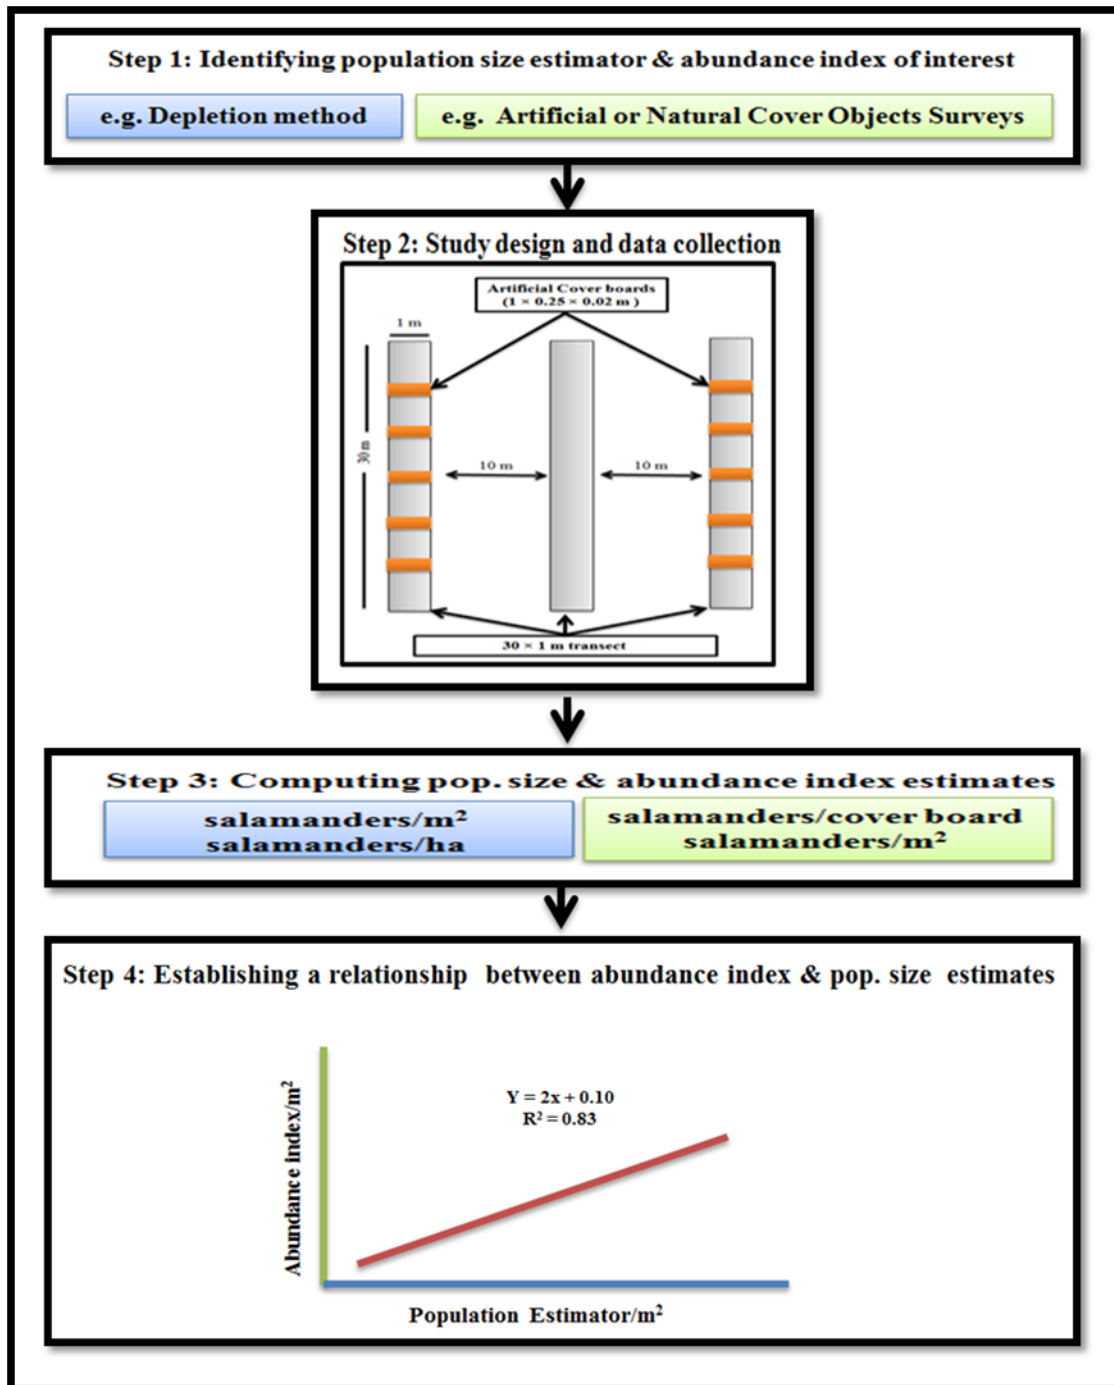 Step 1: Identifying population size estimator & abundance index of interest
e.g. Depletion method
e.g. Artificial or Natural Cover Objects Surveys
Step 2: Study design and data collection
Artificial Cover boards
(1 × 0.25 × 0.02 m )
1 m
30 m
10 m
10 m
30 × 1 m transect
Step 3: Computing pop. size & abundance index estimates
salamanders/m²
salamanders/ha
salamanders/cover board
salamanders/m²
Step 4: Establishing a relationship between abundance index & pop. size estimates
Y = 2x + 0.10
R² = 0.83
Abundance index/m²
Population Estimator/m²